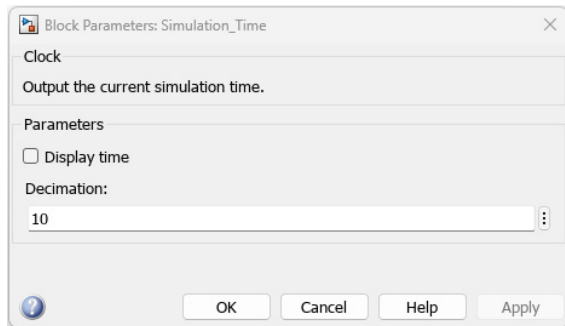 Block Parameters: Simulation_Time
Clock
Output the current simulation time.
Parameters
Display time
Decimation:
10
OK Cancel Help Apply